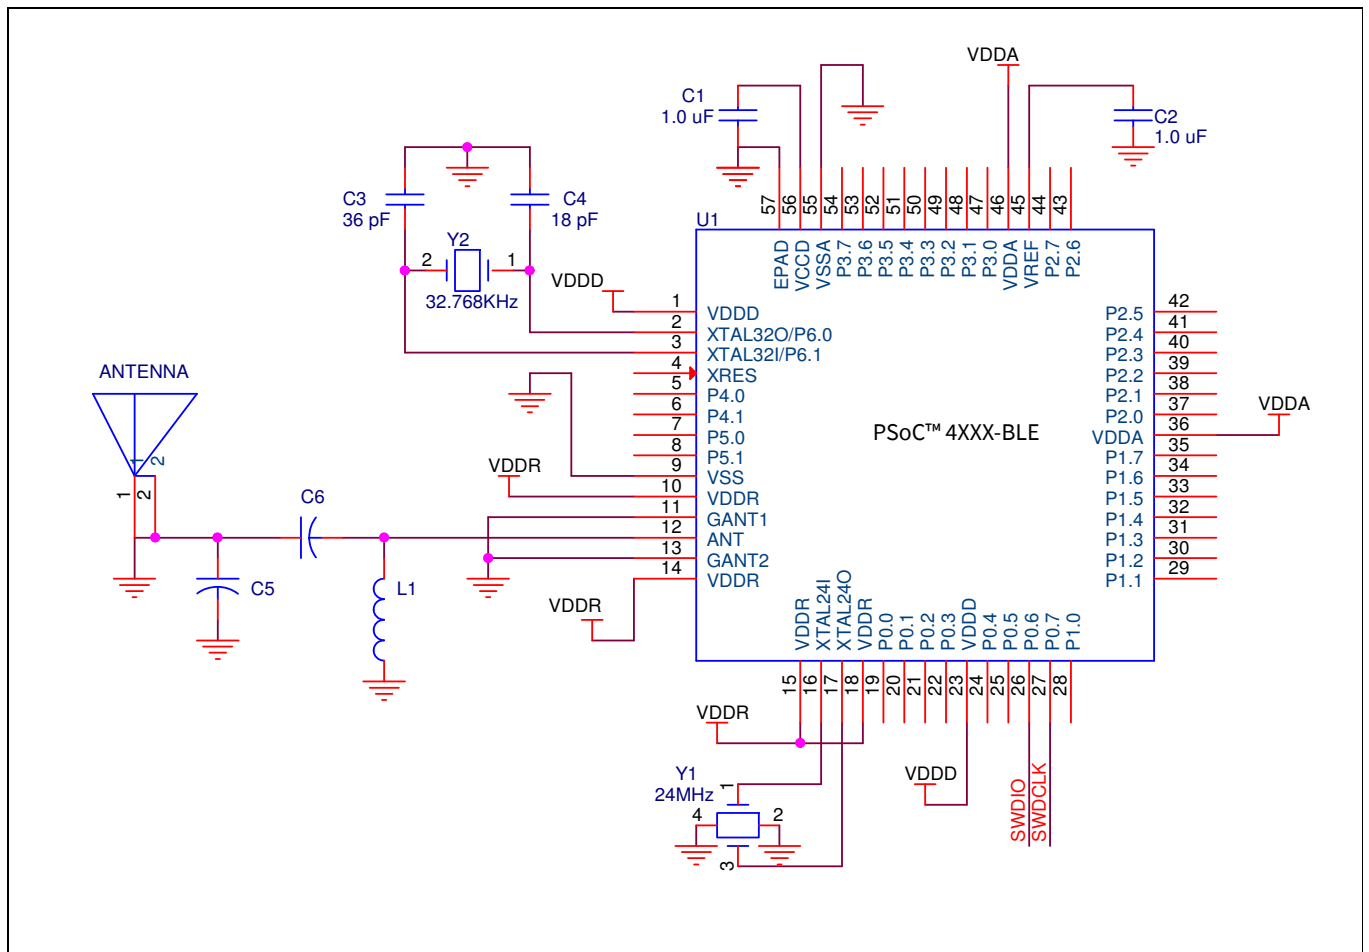 VDDA
C1
1.0 uF
C2
1.0 uF
C3
36 pF
C4
18 pF
Y2
2
1
32.768KHz
VDDD
U1
57
56
55
54
53
52
51
50
49
48
47
46
45
44
43
EPAD
VCCD
VSSA
P3.7
P3.6
P3.5
P3.4
P3.3
P3.2
P3.1
P3.0
VDDA
VREF
P2.7
P2.6
1 VDDD
2 XTAL32O/P6.0
3 XTAL32I/P6.1
4 XRES
5 P4.0
6 P4.1
7 P5.0
8 P5.1
9 VSS
10 VDDR
11 GANT1
12 ANT
13 GANT2
14 VDDR
PSoC™ 4XXX-BLE
P2.5 42
P2.4 41
P2.3 40
P2.2 39
P2.1 38
P2.0 37
VDDA 36
P1.7 35
P1.6 34
P1.5 33
P1.4 32
P1.3 31
P1.2 30
P1.1 29
VDDA
ANTENNA
1
2
1
2
VDDR
C6
C5
L1
VDDR
VDDR
XTAL24I
XTAL24O
VDDR
P0.0
P0.1
P0.2
P0.3
VDDD
P0.4
P0.5
P0.6
P0.7
P1.0
15
16
17
18
19
20
21
22
23
24
25
26
27
28
VDDR
Y1
24MHz
1
4
2
3
VDDD
SWDIO
SWDCLK